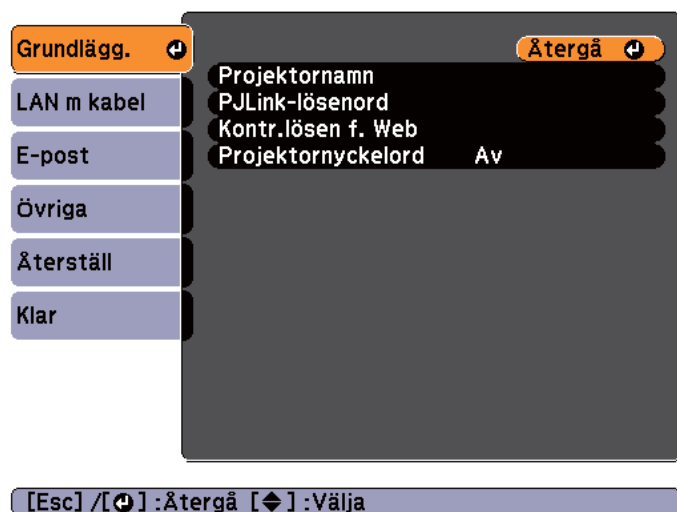 Grundlägg.
LAN m kabel
E-post
Övriga
Återställ
Klar
Återgå
Projektornamn
PJLink-lösenord
Kontr.lösen f. Web
Projektornyckelord Av
[Esc] /[ ] :Återgå [ ] :Välja